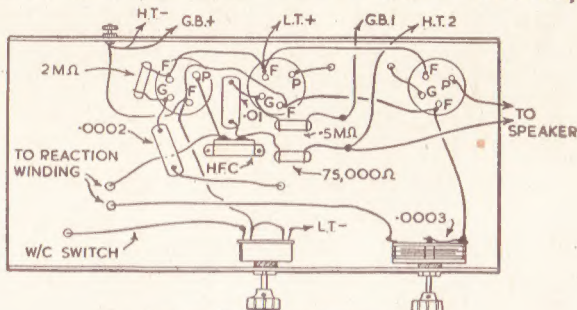 H.T-
G.B.+
L.T.+
G.B.1
H.T.2
2MΩ
F
P
G
F
F
P
G
F
F
P
G
F
.01
.0002
.5MΩ
TO
SPEAKER
TO REACTION
WINDING
H.F.C
75,000Ω
.0003
L.T-
W/C SWITCH